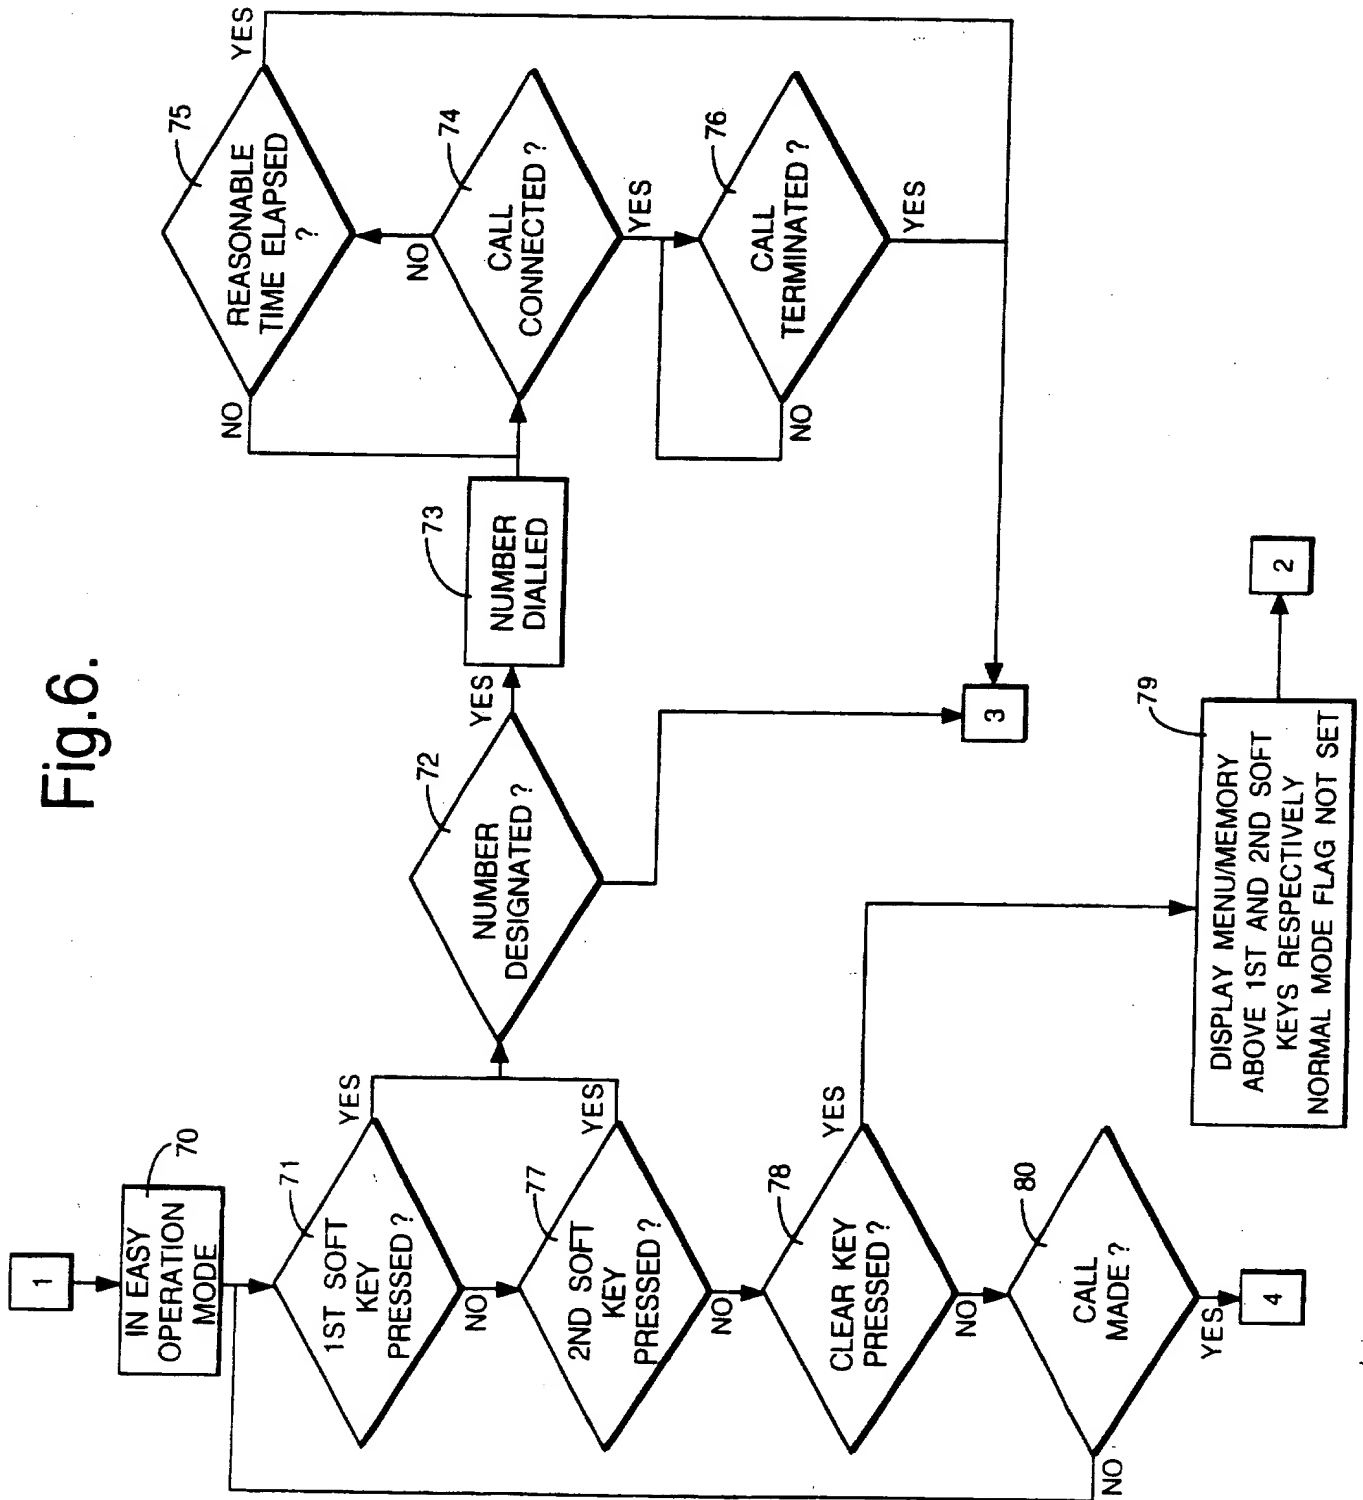 Fig.6.
1
IN EASY
OPERATION
MODE
70
1ST SOFT
KEY
PRESSED?
71
YES
NO
2ND SOFT
KEY
PRESSED?
77
YES
NO
CLEAR KEY
PRESSED?
78
YES
NO
CALL
MADE?
80
NO
YES
4
NUMBER
DESIGNATED?
72
YES
NUMBER
DIALLED
73
REASONABLE
TIME ELAPSED
?
75
YES
NO
CALL
CONNECTED?
74
NO
YES
CALL
TERMINATED?
76
NO
YES
3
DISPLAY MENU/MEMORY
ABOVE 1ST AND 2ND SOFT
KEYS RESPECTIVELY
NORMAL MODE FLAG NOT SET
79
2